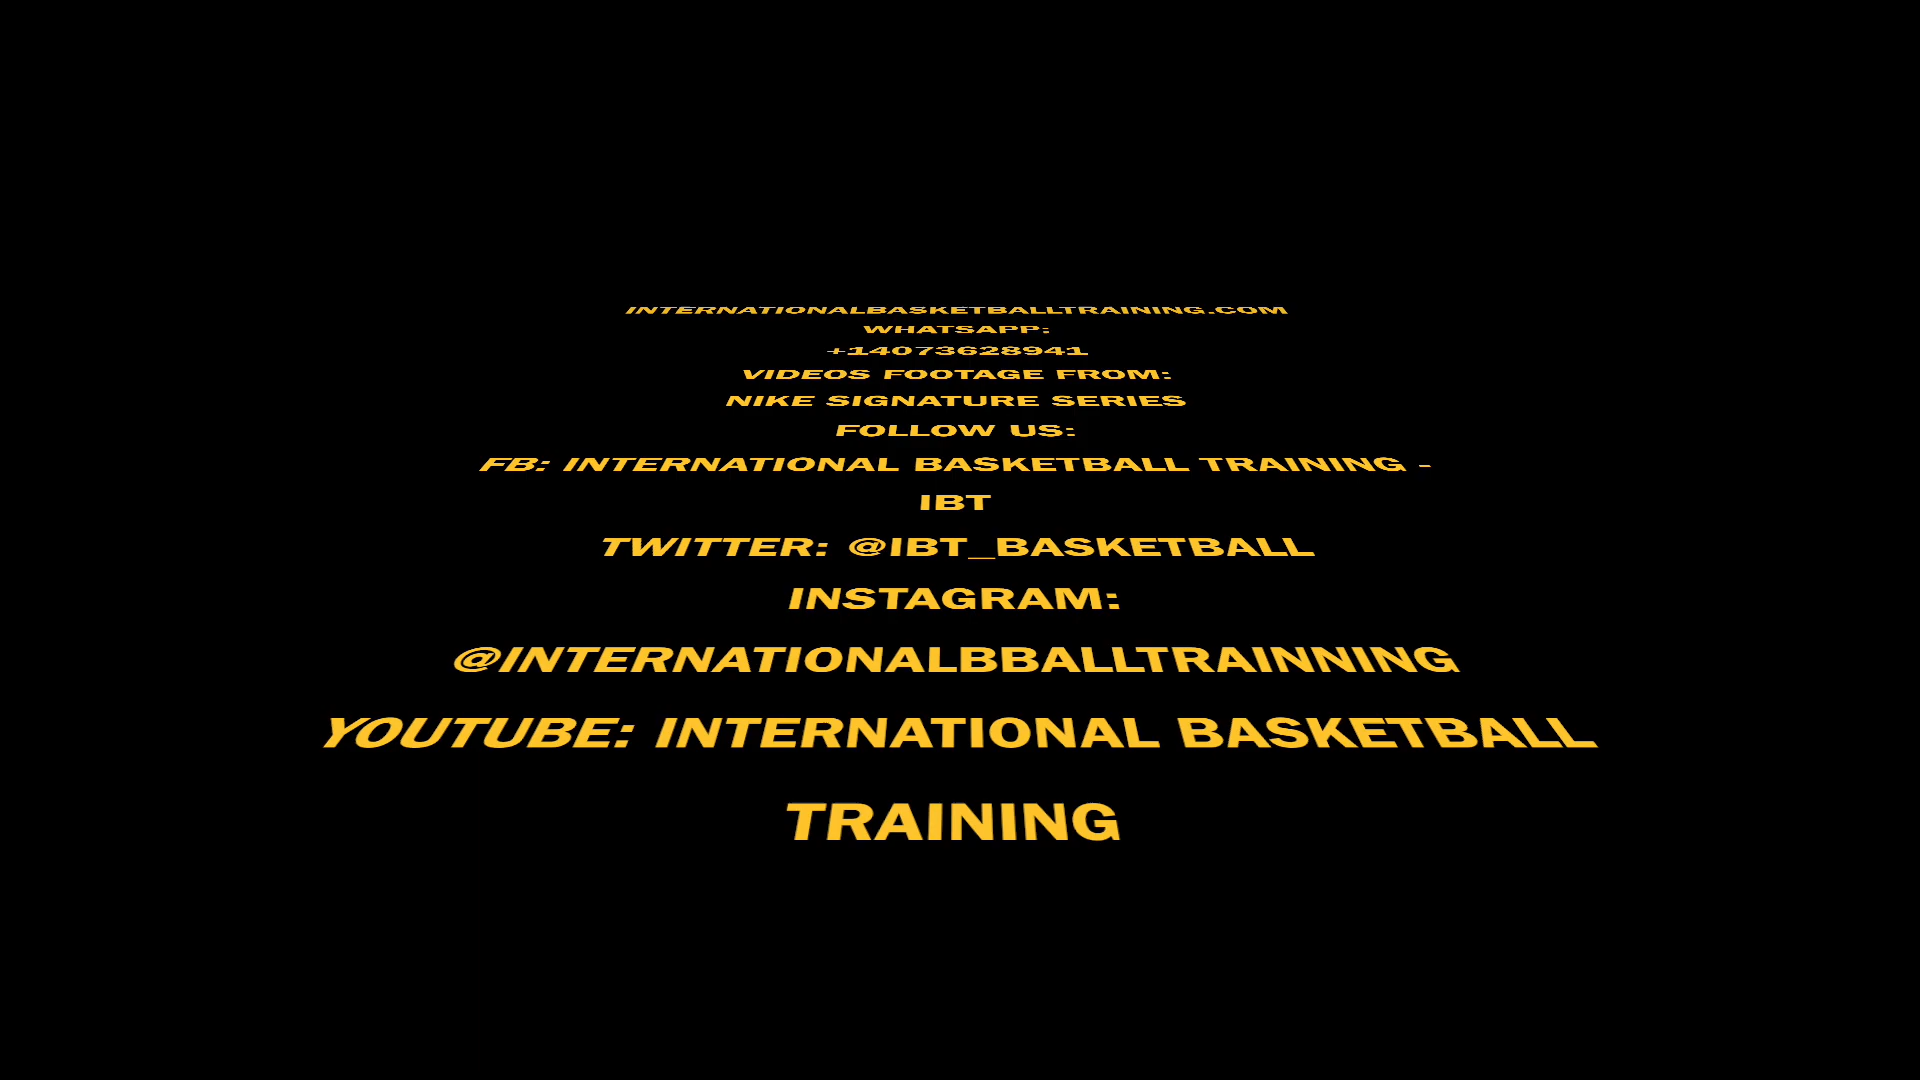 INTERNATIONALBASKETBALLTRAINING.COM
WHATSAPP:
+14073628941
VIDEOS FOOTAGE FROM:
NIKE SIGNATURE SERIES
FOLLOW US:
FB: INTERNATIONAL BASKETBALL TRAINING -
IBT
TWITTER: @IBT_BASKETBALL
INSTAGRAM:
@INTERNATIONALBBALLTRAINNING
YOUTUBE: INTERNATIONAL BASKETBALL
TRAINING